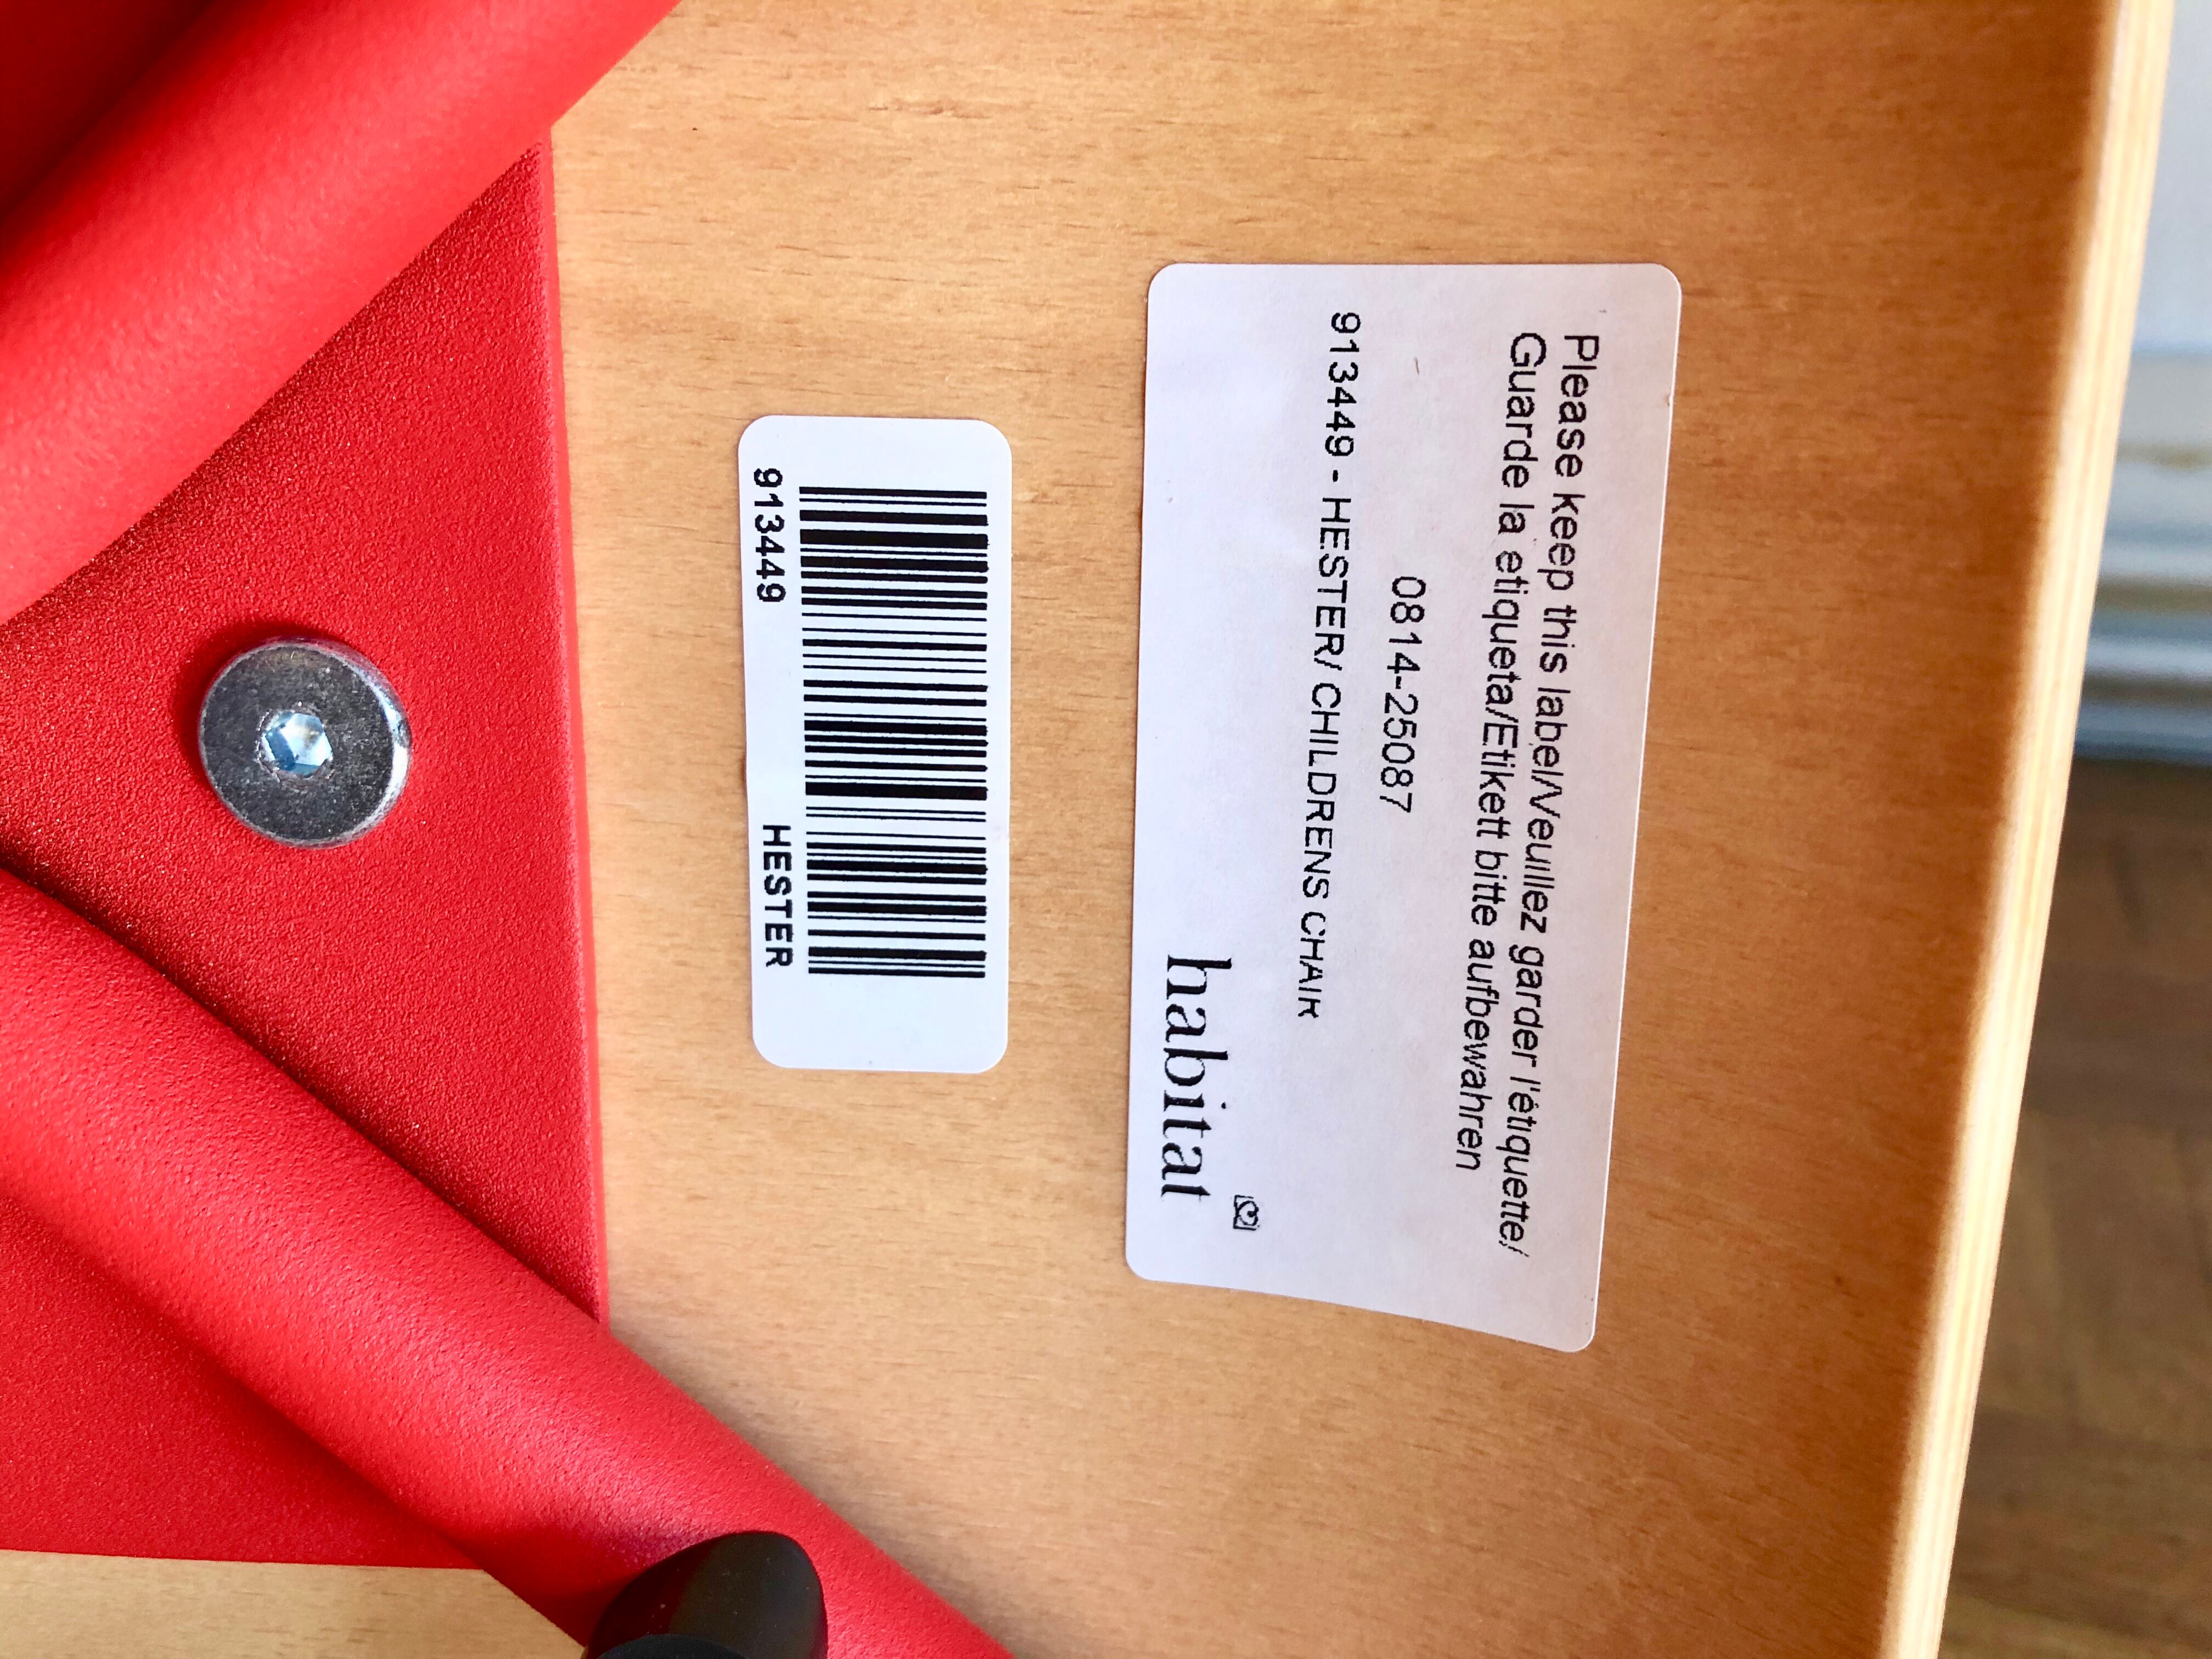 Please keep this label/Veuillez garder l'étiquette/
Guarde la etiqueta/Etikett bitte aufbewahren
0814-25087
913449 - HESTER/ CHILDRENS CHAIR
habitat
913449 HESTER